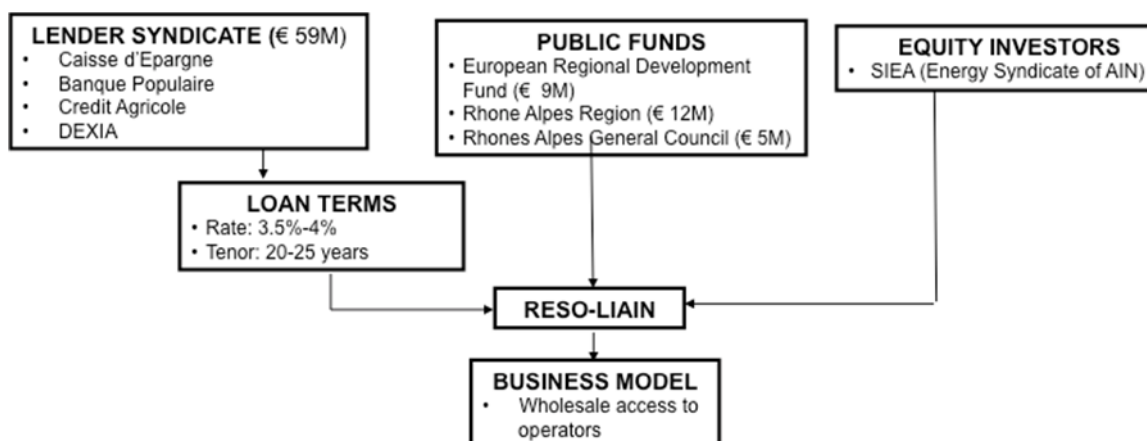 LENDER SYNDICATE (€ 59M)
• Caisse d'Epargne
• Banque Populaire
• Credit Agricole
• DEXIA
PUBLIC FUNDS
• European Regional Development
Fund (€ 9M)
• Rhone Alpes Region (€ 12M)
• Rhones Alpes General Council (€ 5M)
EQUITY INVESTORS
• SIEA (Energy Syndicate of AIN)
LOAN TERMS
• Rate: 3.5%-4%
• Tenor: 20-25 years
RESO-LIAIN
BUSINESS MODEL
• Wholesale access to
operators